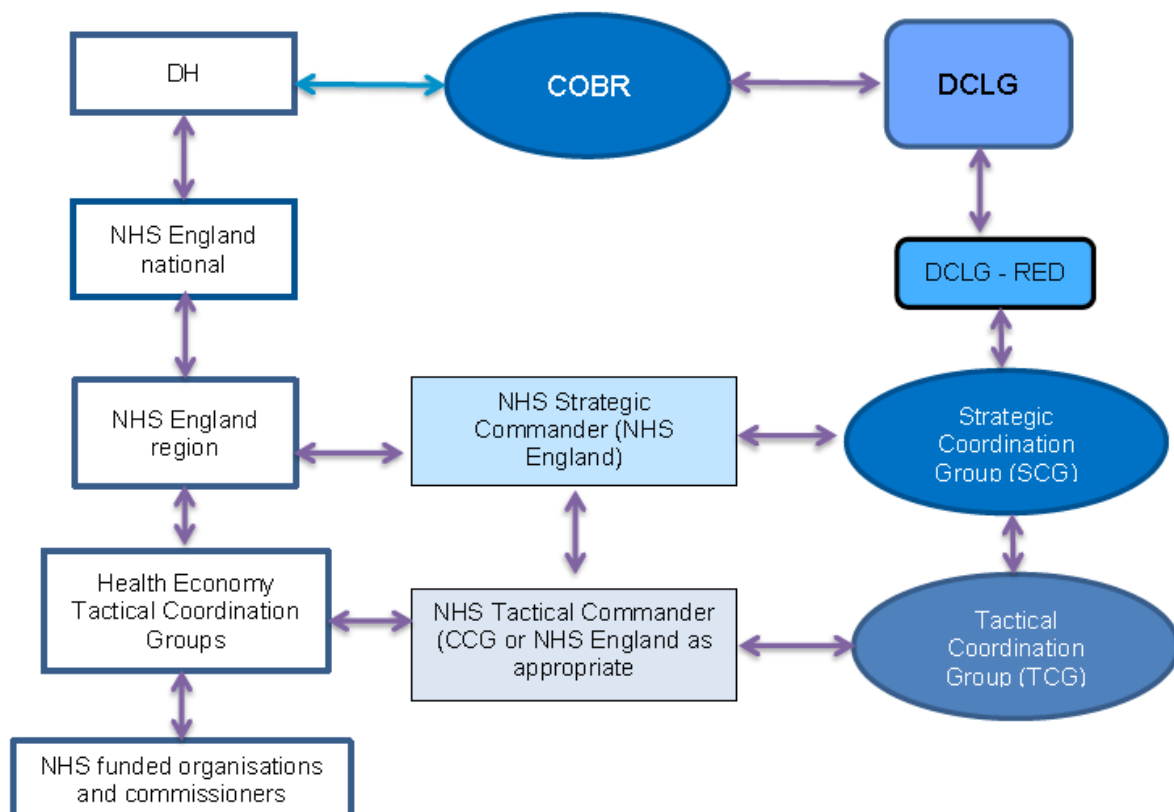 DH
COBR
DCLG
NHS England
national
DCLG - RED
NHS England
region
NHS Strategic
Commander (NHS
England)
Strategic
Coordination
Group (SCG)
Health Economy
Tactical Coordination
Groups
NHS Tactical Commander
(CCG or NHS England as
appropriate
Tactical
Coordination
Group (TCG)
NHS funded organisations
and commissioners